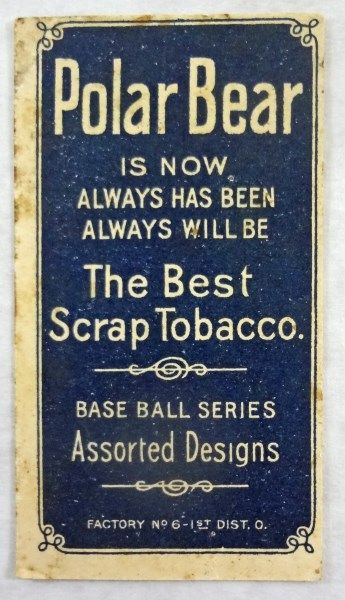 Polar Bear
IS NOW
ALWAYS HAS BEEN
ALWAYS WILL BE
The Best
Scrap Tobacco.
BASE BALL SERIES
Assorted Designs
FACTORY Nº 6-1ST DIST. O.